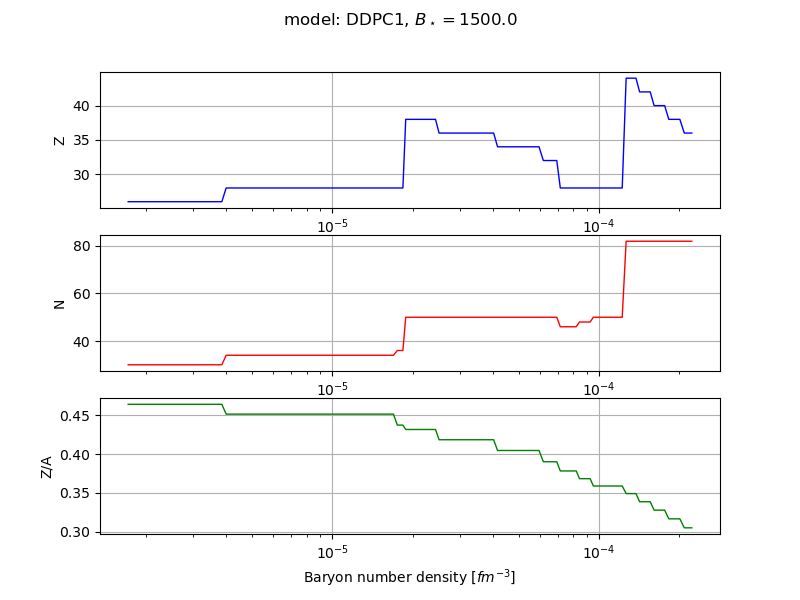 model: DDPC1, $B_\star = 1500.0$
Z
40
35
30
$10^{-5}$ $10^{-4}$
N
80
60
40
$10^{-5}$ $10^{-4}$
Z/A
0.45
0.40
0.35
0.30
$10^{-5}$ $10^{-4}$
Baryon number density [$fm^{-3}$]